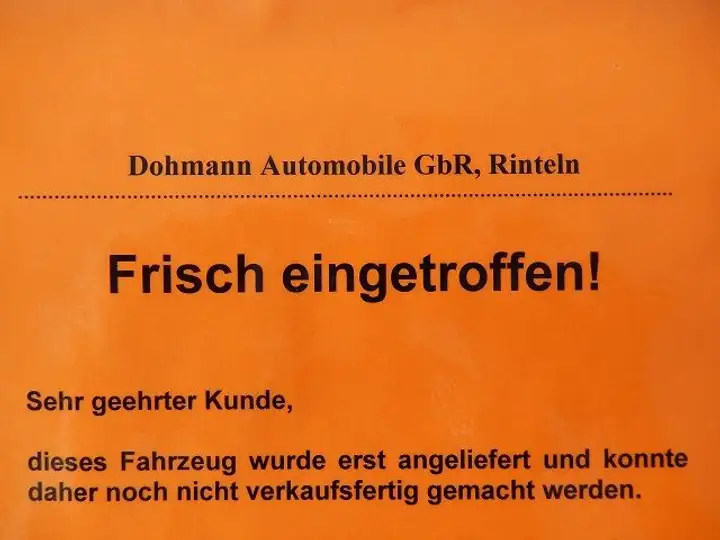 Dohmann Automobile GbR, Rinteln
Frisch eingetroffen!
Sehr geehrter Kunde,
dieses Fahrzeug wurde erst angeliefert und konnte
daher noch nicht verkaufsfertig gemacht werden.